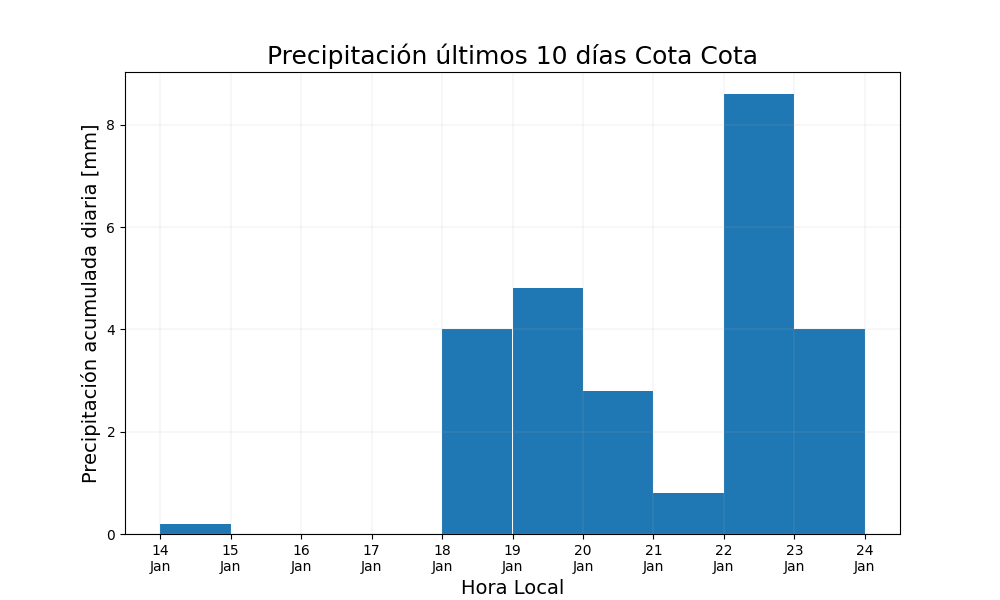 Precipitación últimos 10 días Cota Cota
Precipitación acumulada diaria [mm]
8
6
4
2
0
14 15 16 17 18 19 20 21 22 23 24
Jan Jan Jan Jan Jan Jan Jan Jan Jan Jan Jan
Hora Local